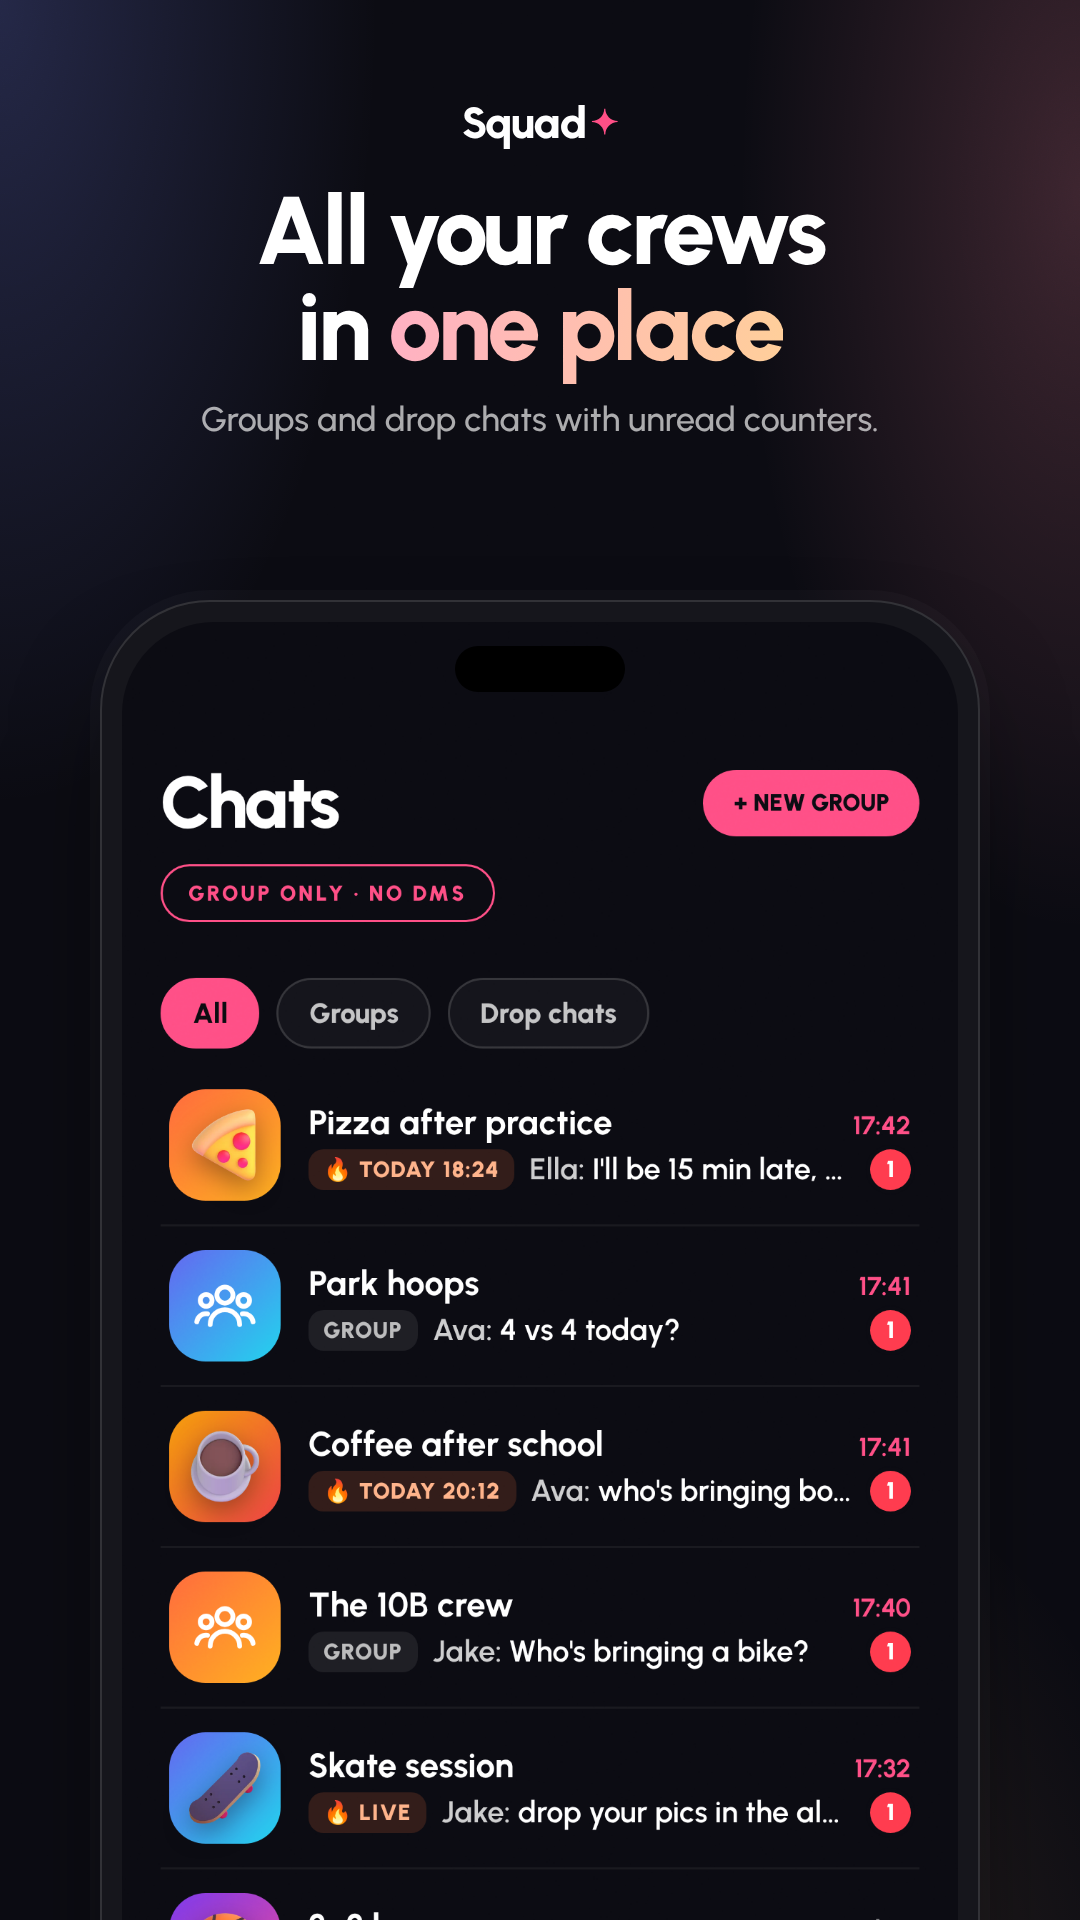 Squad
All your crews
in one place
Groups and drop chats with unread counters.
Chats
+ NEW GROUP
GROUP ONLY · NO DMS
All Groups Drop chats
Pizza after practice 17:42
🔥 TODAY 18:24 Ella: I'll be 15 min late, ... 1
Park hoops 17:41
GROUP Ava: 4 vs 4 today? 1
Coffee after school 17:41
🔥 TODAY 20:12 Ava: who's bringing bo... 1
The 10B crew 17:40
GROUP Jake: Who's bringing a bike? 1
Skate session 17:32
🔥 LIVE Jake: drop your pics in the al... 1